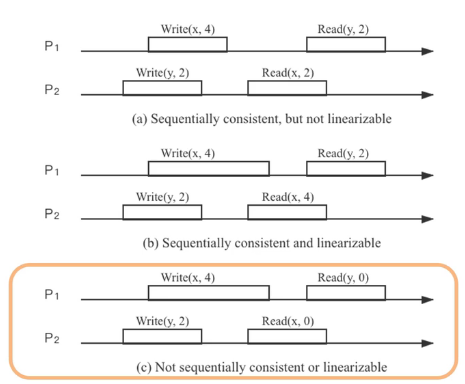 Write(x, 4) Read(y, 2)
P1
Write(y, 2) Read(x, 2)
P2
(a) Sequentially consistent, but not linearizable
Write(x, 4) Read(y, 2)
P1
Write(y, 2) Read(x, 4)
P2
(b) Sequentially consistent and linearizable
Write(x, 4) Read(y, 0)
P1
Write(y, 2) Read(x, 0)
P2
(c) Not sequentially consistent or linearizable